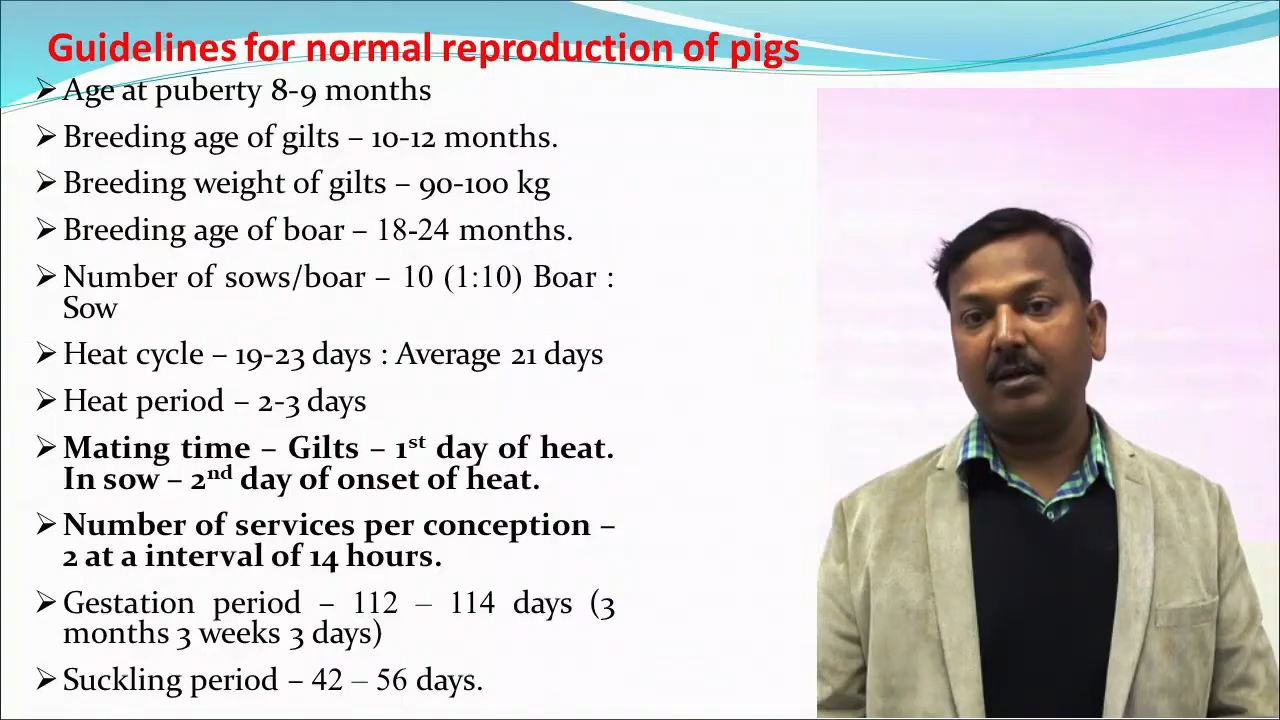 Guidelines for normal reproduction of pigs
➢ Age at puberty 8-9 months
➢ Breeding age of gilts – 10-12 months.
➢ Breeding weight of gilts – 90-100 kg
➢ Breeding age of boar – 18-24 months.
➢ Number of sows/boar – 10 (1:10) Boar :
Sow
➢ Heat cycle – 19-23 days : Average 21 days
➢ Heat period – 2-3 days
➢ Mating time – Gilts – 1st day of heat.
In sow – 2nd day of onset of heat.
➢ Number of services per conception –
2 at a interval of 14 hours.
➢ Gestation period – 112 – 114 days (3
months 3 weeks 3 days)
➢ Suckling period – 42 – 56 days.